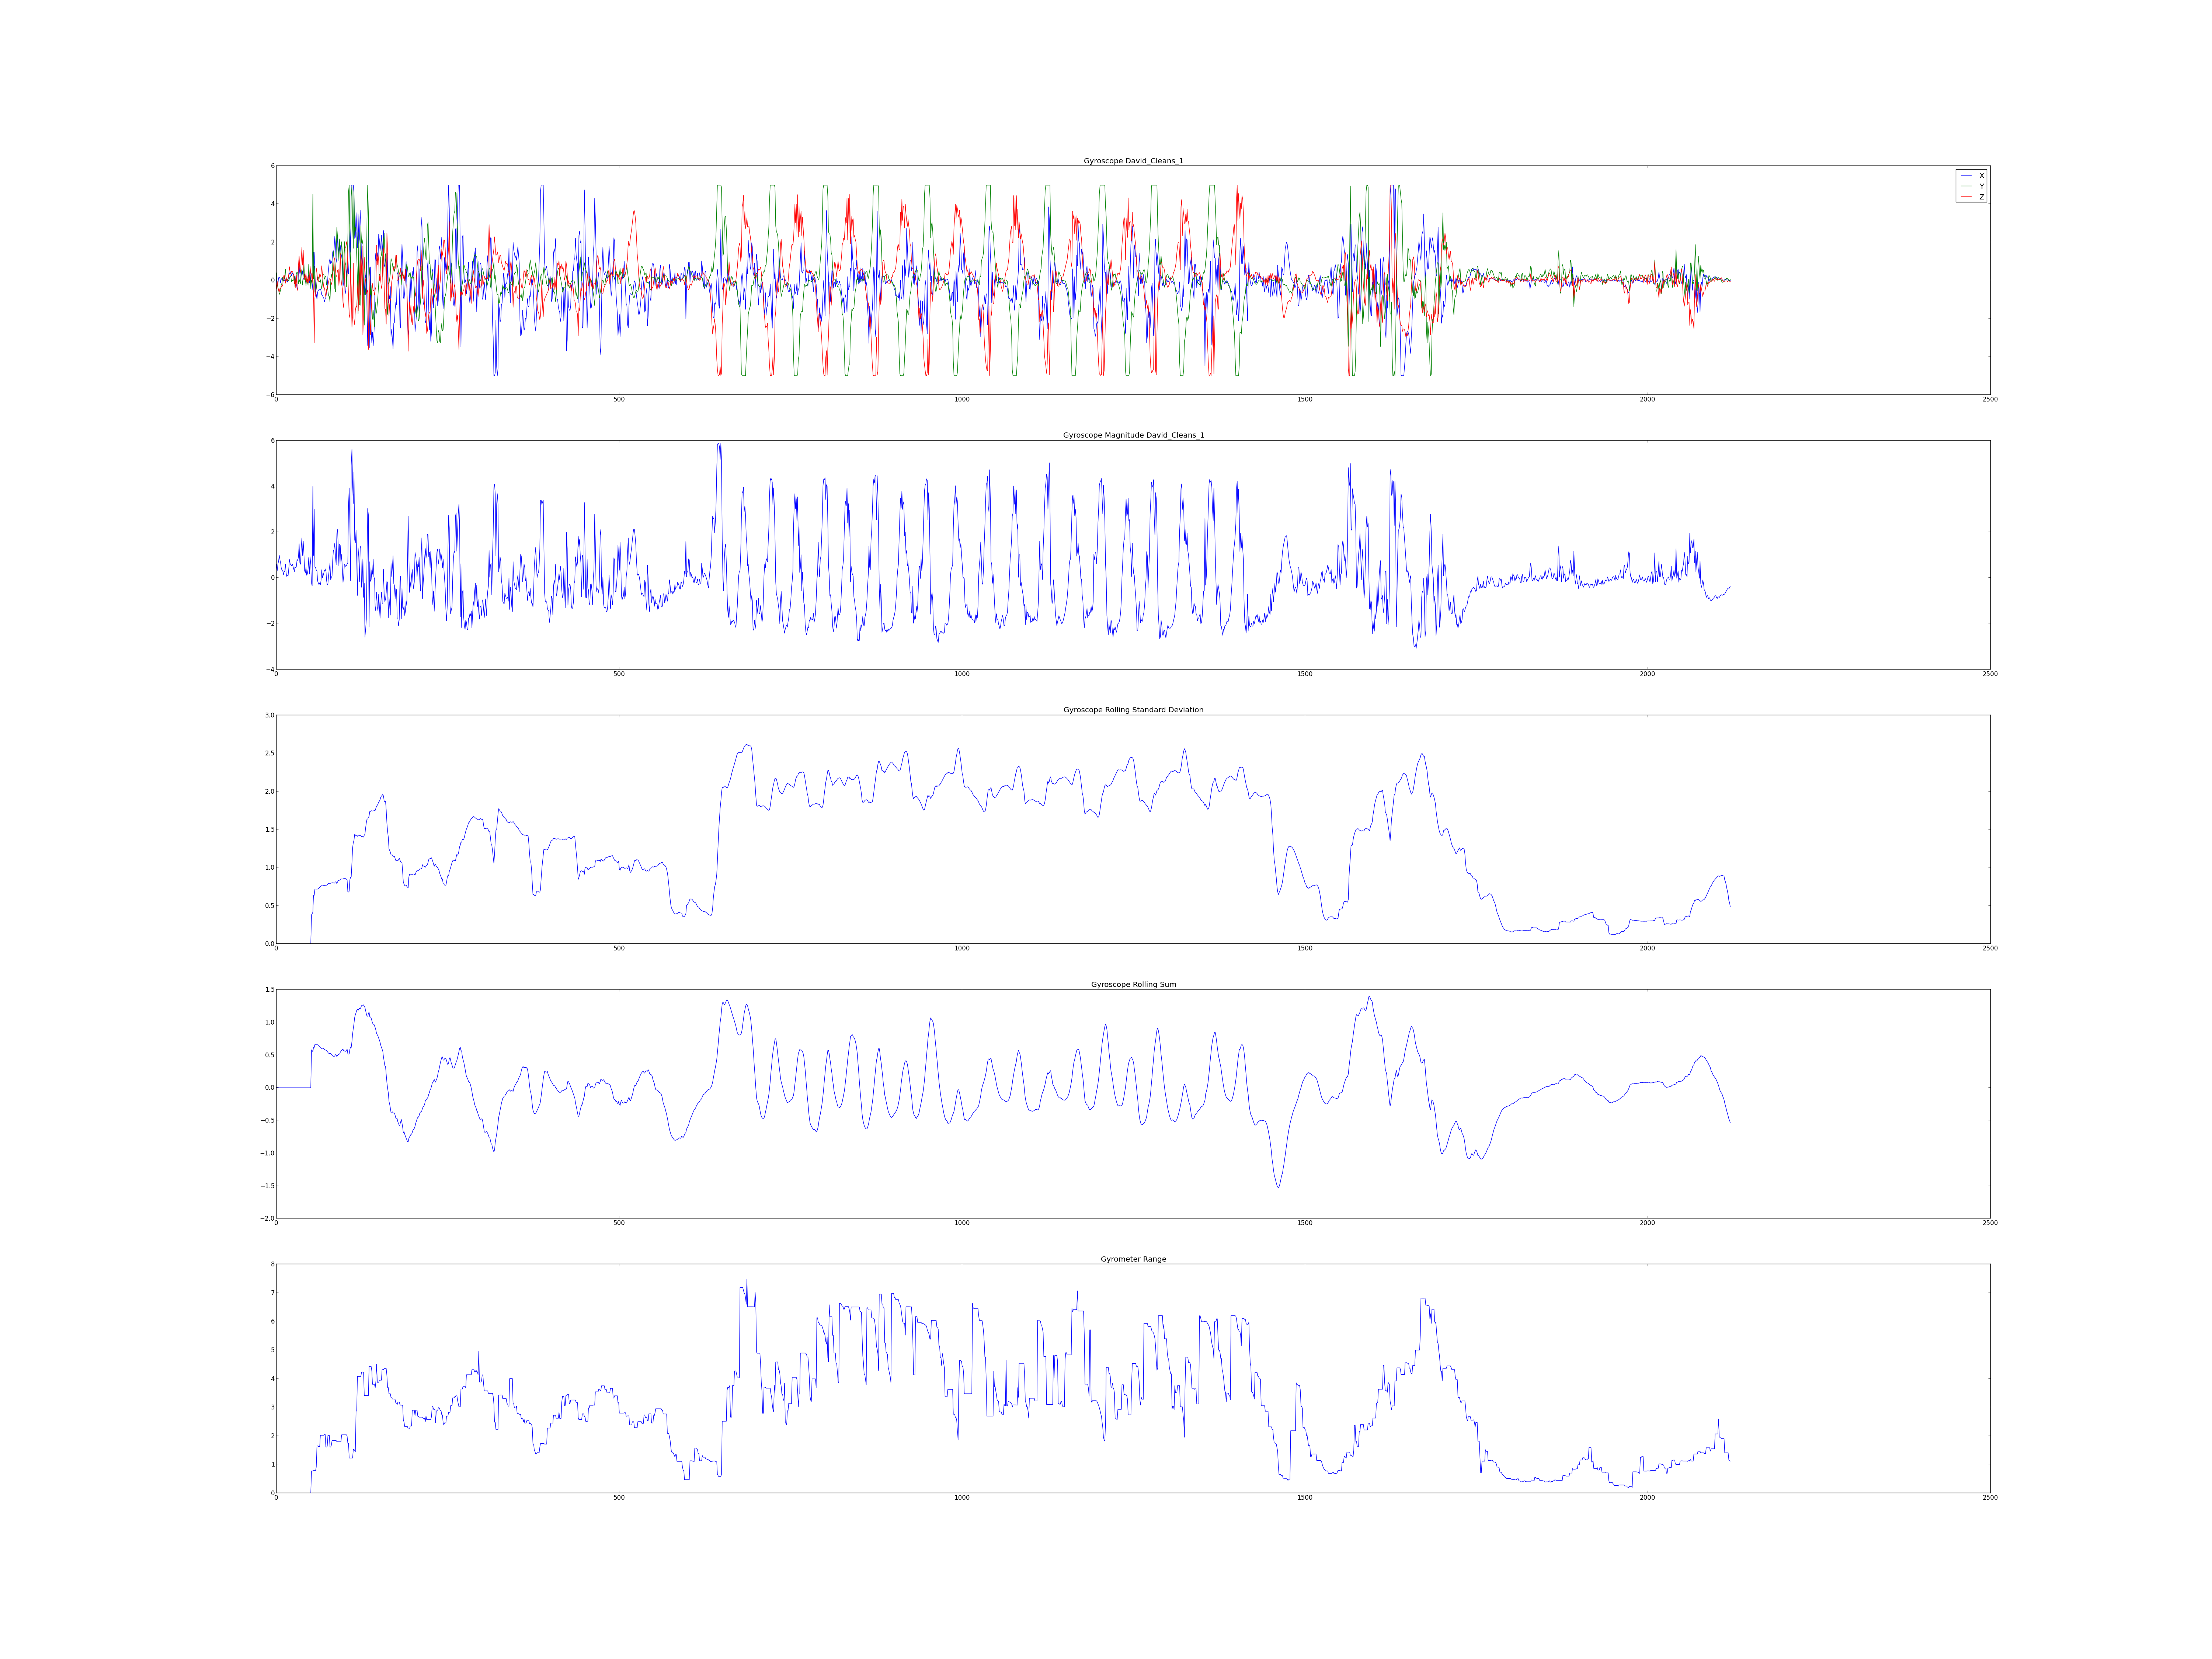 Gyroscope David_Cleans_1
6
4
2
0
−2
−4
−6
0 500 1000 1500 2000 2500
X
Y
Z
Gyroscope Magnitude David_Cleans_1
6
4
2
0
−2
−4
0 500 1000 1500 2000 2500
Gyroscope Rolling Standard Deviation
3.0
2.5
2.0
1.5
1.0
0.5
0.0
0 500 1000 1500 2000 2500
Gyroscope Rolling Sum
1.5
1.0
0.5
0.0
−0.5
−1.0
−1.5
−2.0
0 500 1000 1500 2000 2500
Gyrometer Range
8
7
6
5
4
3
2
1
0
0 500 1000 1500 2000 2500